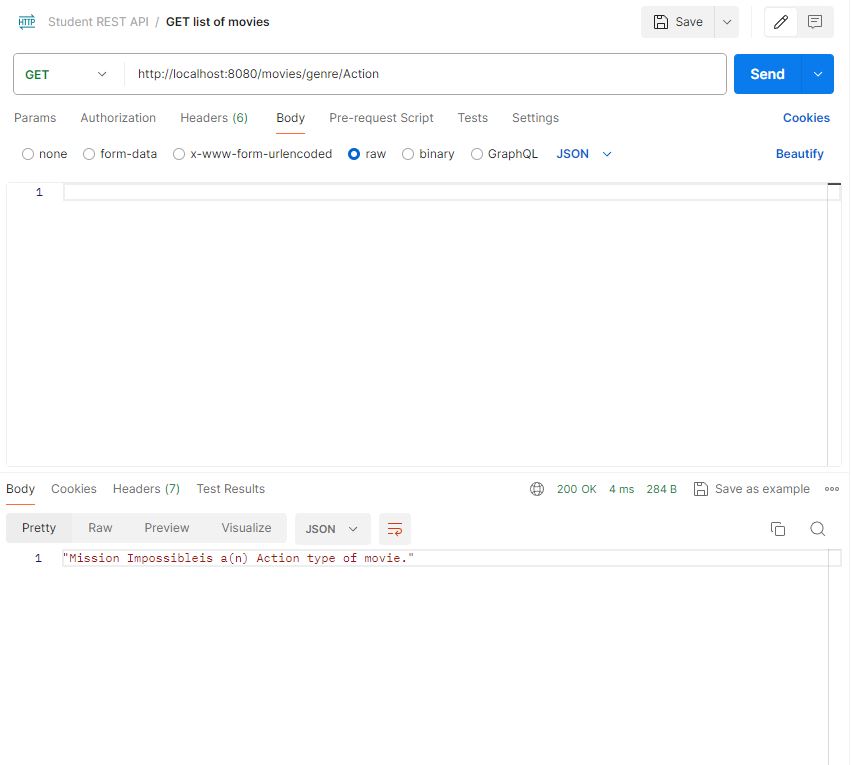 HTTP Student REST API / GET list of movies Save
GET http://localhost:8080/movies/genre/Action Send
Params Authorization Headers (6) Body Pre-request Script Tests Settings Cookies
none form-data x-www-form-urlencoded raw binary GraphQL JSON Beautify
1
Body Cookies Headers (7) Test Results 200 OK 4 ms 284 B Save as example
Pretty Raw Preview Visualize JSON
1 "Mission Impossibleis a(n) Action type of movie."